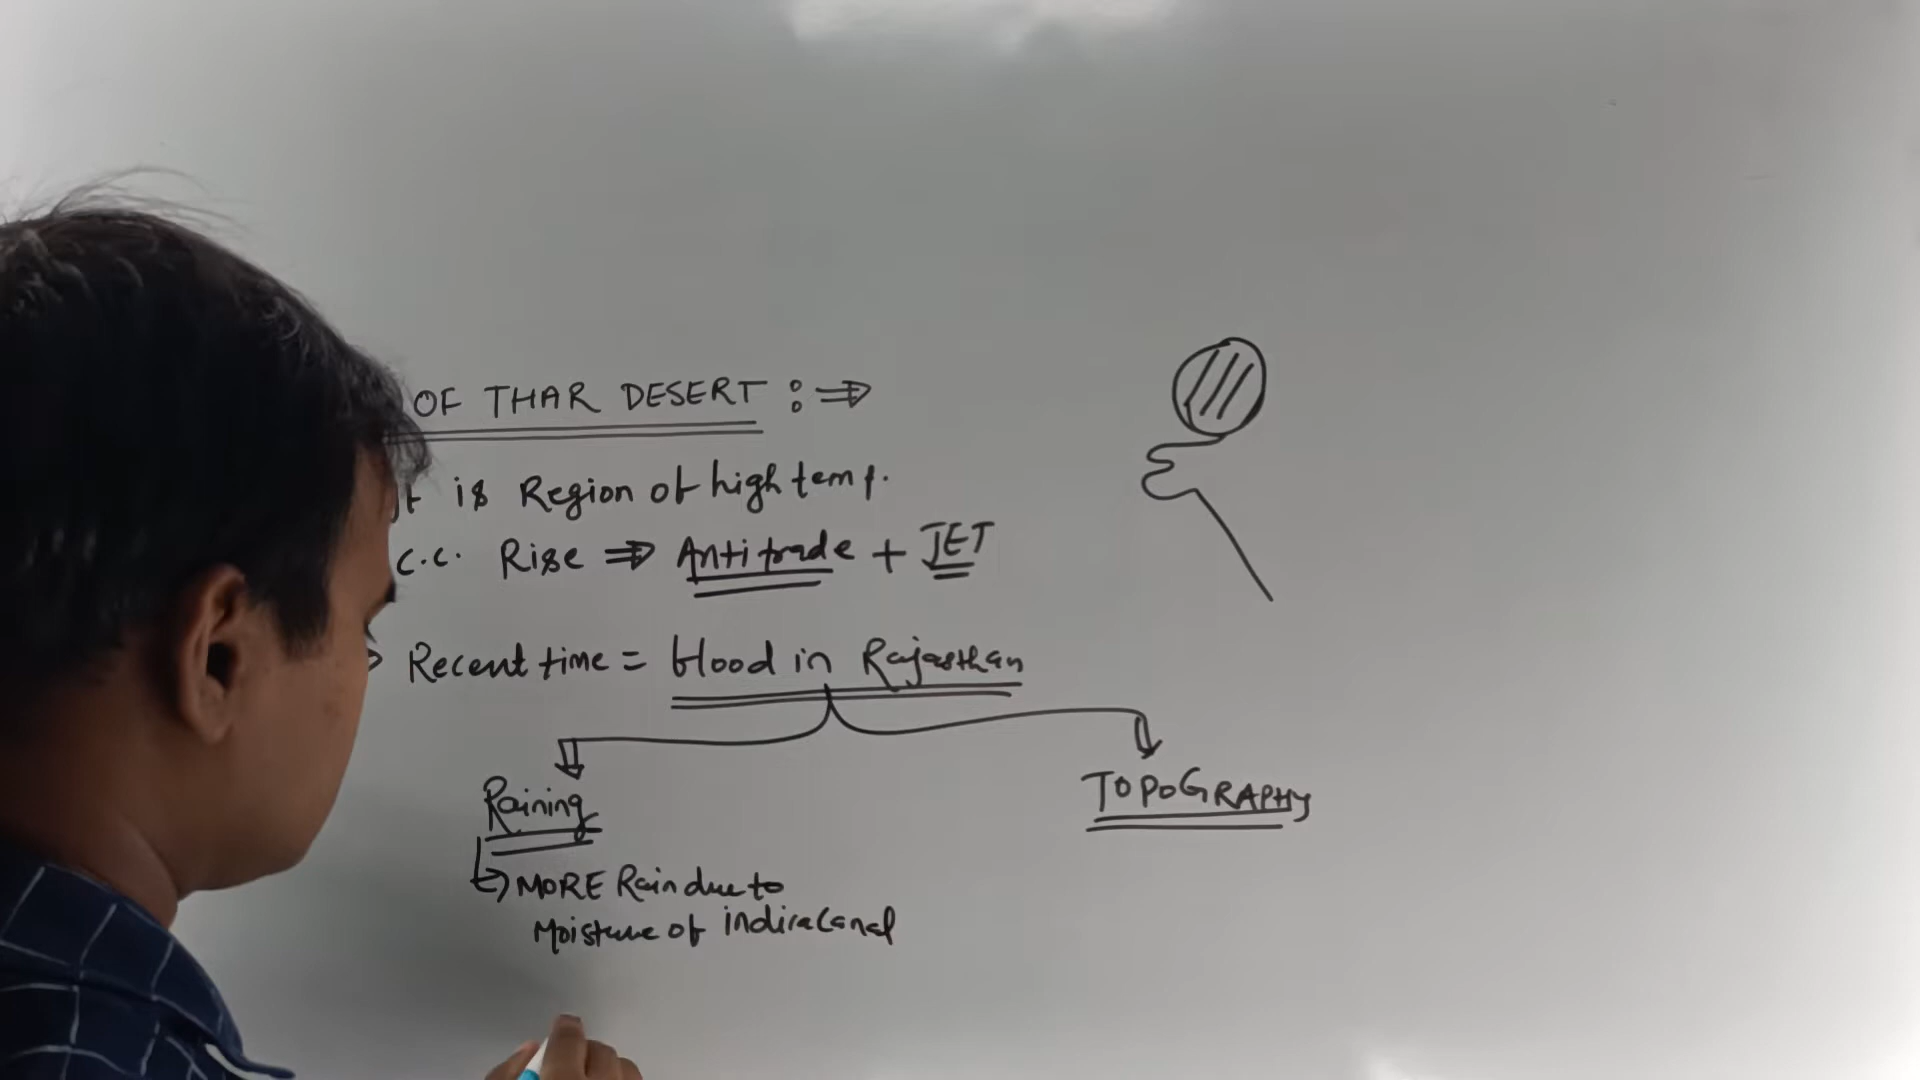 OF THAR DESERT : ⇒
is Region of high temp.
C.C. Rise ⇒ Antitrade + JET
Recent time = flood in Rajasthan
Raining
TOPOGRAPHY
→ MORE Rain due to
Moisture of indira Canal